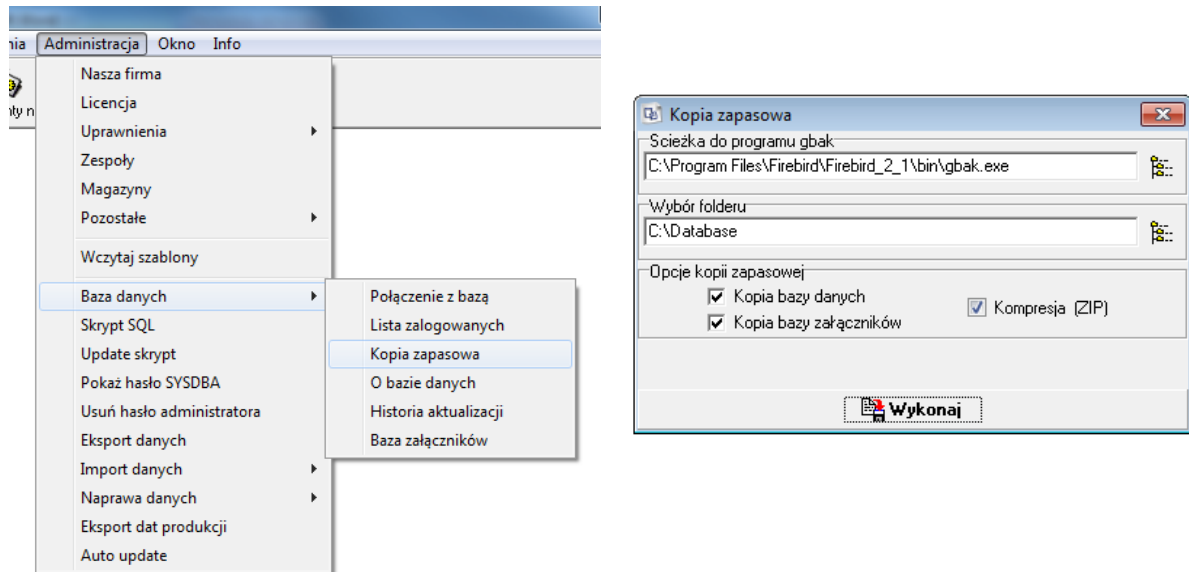 Administracja Okno Info
Nasza firma
Licencja
Uprawnienia
Zespoły
Magazyny
Pozostałe
Wczytaj szablony
Baza danych
Skrypt SQL
Update skrypt
Pokaż hasło SYSDBA
Usuń hasło administratora
Eksport danych
Import danych
Naprawa danych
Eksport dat produkcji
Auto update
Połączenie z bazą
Lista zalogowanych
Kopia zapasowa
O bazie danych
Historia aktualizacji
Baza załączników
Kopia zapasowa
Scieżka do programu gbak
C:\Program Files\Firebird\Firebird_2_1\bin\gbak.exe
Wybór folderu
C:\Database
Opcje kopii zapasowej
Kopia bazy danych
Kopia bazy załączników
Kompresja (ZIP)
Wykonaj